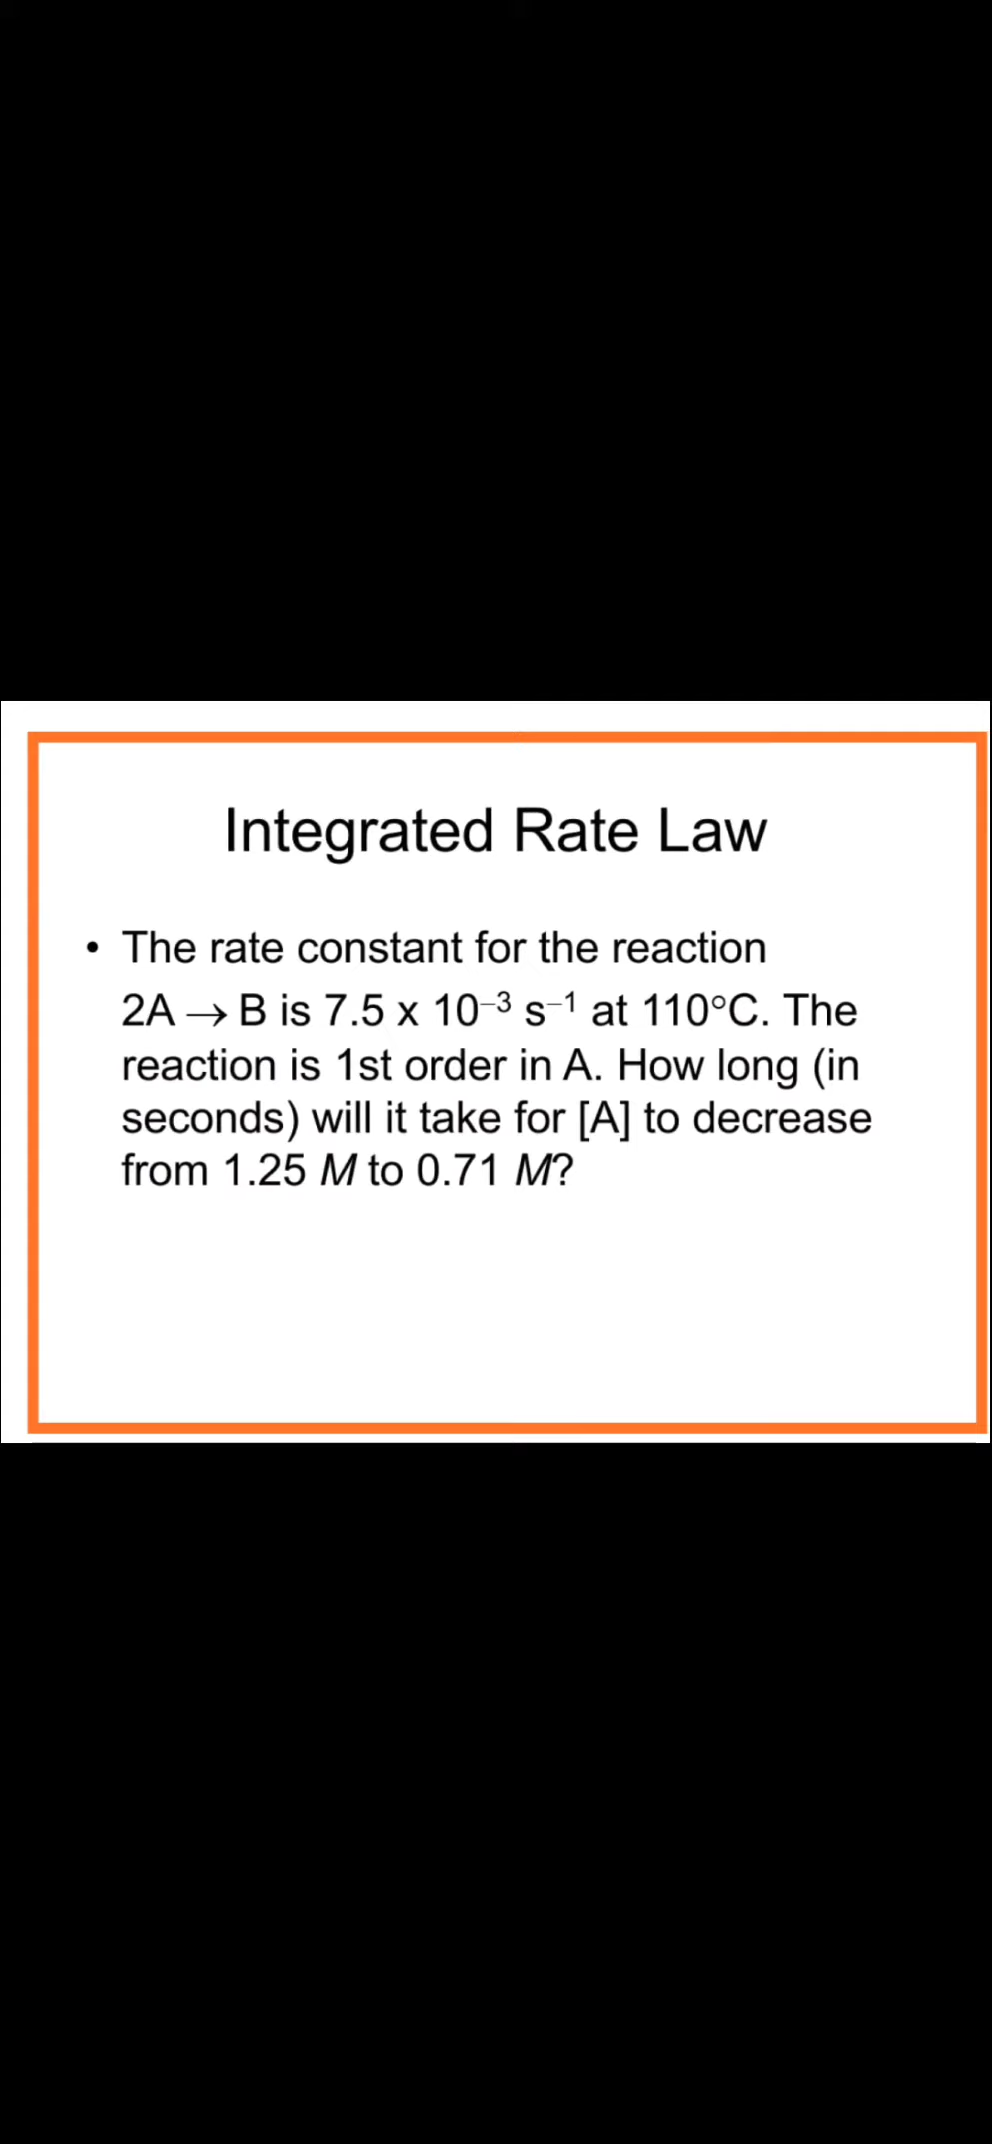 Integrated Rate Law
• The rate constant for the reaction
2A → B is 7.5 x 10⁻³ s⁻¹ at 110°C. The
reaction is 1st order in A. How long (in
seconds) will it take for [A] to decrease
from 1.25 M to 0.71 M?